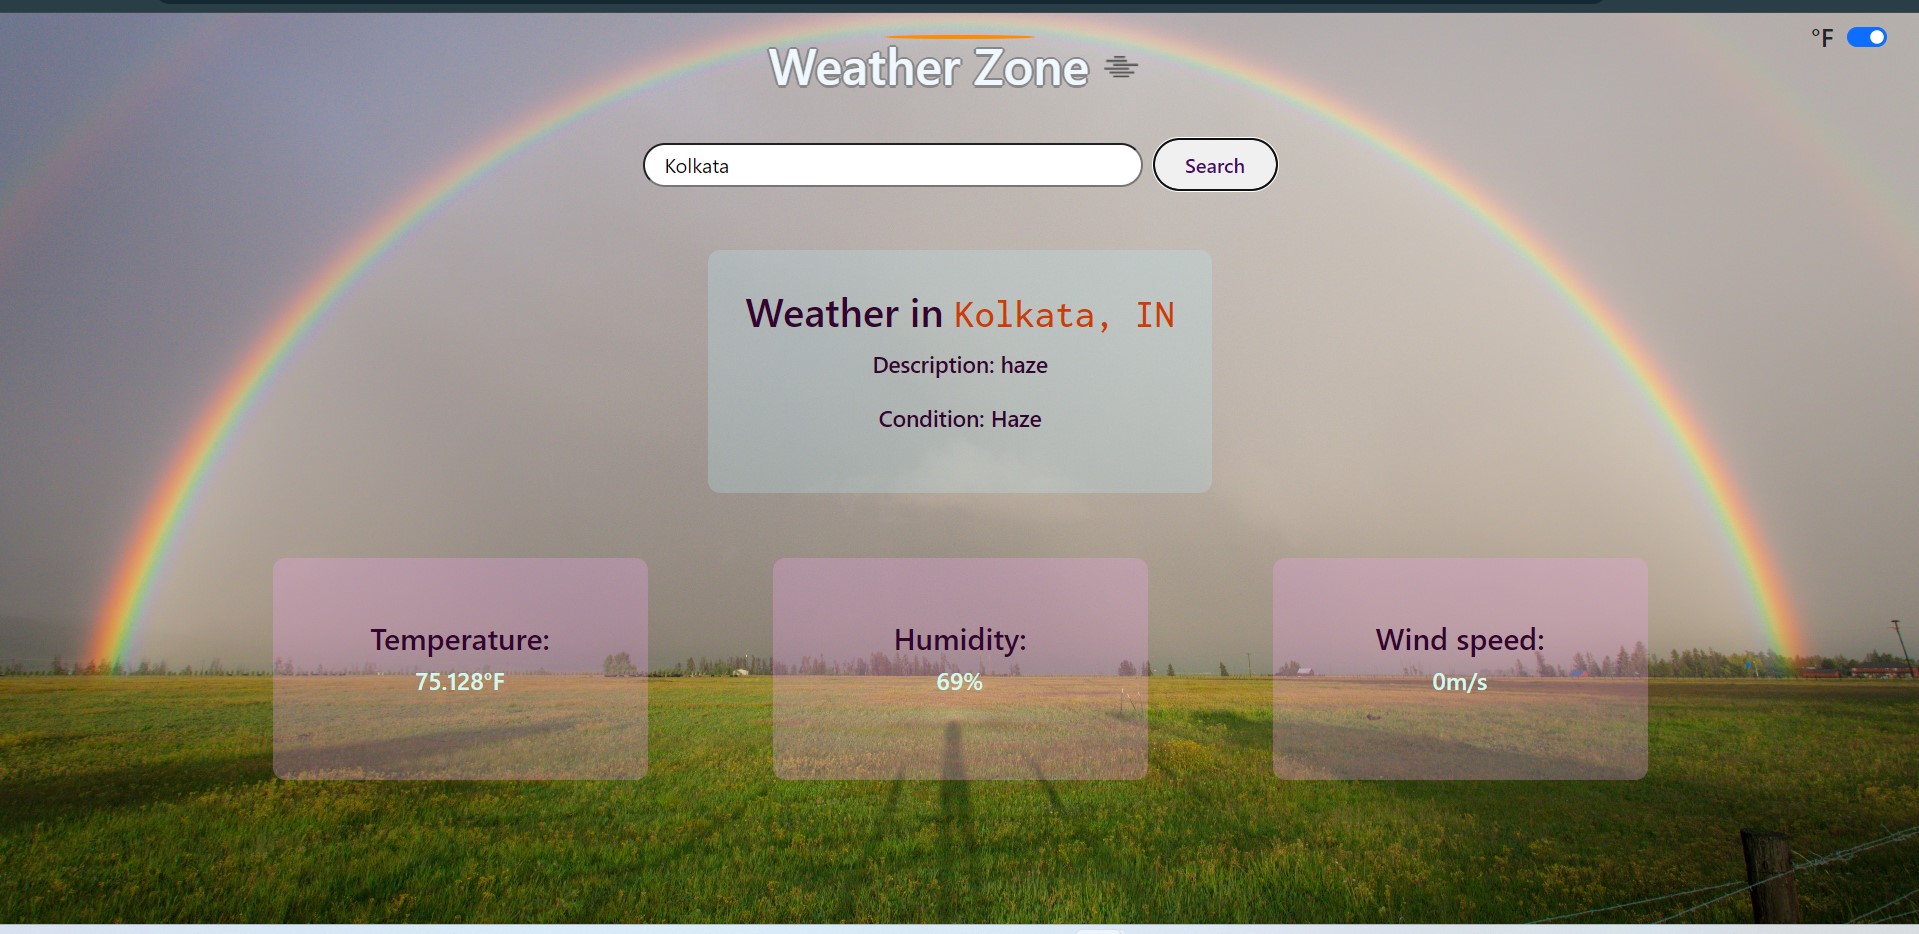 °F
Weather Zone
Kolkata
Search
Weather in Kolkata, IN
Description: haze
Condition: Haze
Temperature:
75.128°F
Humidity:
69%
Wind speed:
0m/s